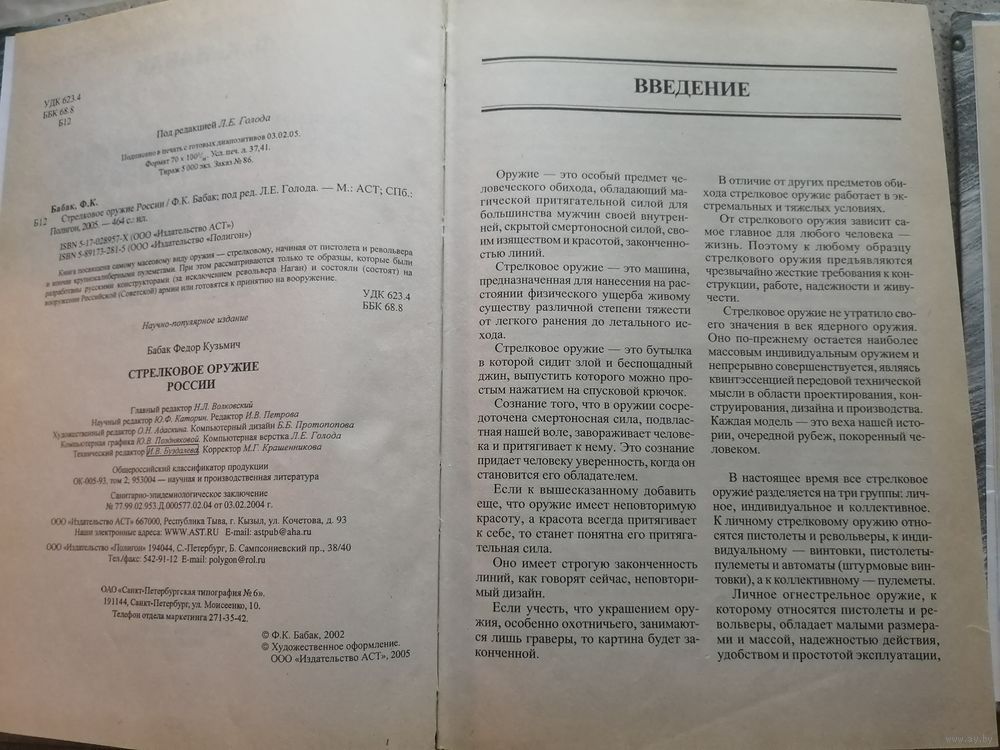 УДК 623.4
ББК 68.8
Б12
Под редакцией Л.Е. Голода
Подписано в печать с готовых диапозитивов 03.02.05.
Формат 70 х 100 1/16. Усл. печ. л. 37,41.
Тираж 5 000 экз. Заказ № 86.
Бабак, Ф.К.
Б12 Стрелковое оружие России / Ф.К. Бабак; под ред. Л.Е. Голода. — М.: АСТ; СПб.:
Полигон, 2005. — 464 с.: ил.
ISBN 5-17-028957-X (ООО «Издательство АСТ»)
ISBN 5-89173-281-5 (ООО «Издательство «Полигон»)
Книга посвящена самому массовому виду оружия — стрелковому, начиная от пистолета и револьвера
и кончая крупнокалиберными пулеметами. При этом рассматриваются только те образцы, которые были
разработаны русскими конструкторами (за исключением револьвера Наган) и состояли (состоят) на
вооружении Российской (Советской) армии или готовятся к принятию на вооружение.
УДК 623.4
ББК 68.8
Научно-популярное издание
Бабак Федор Кузьмич
СТРЕЛКОВОЕ ОРУЖИЕ
РОССИИ
Главный редактор Н.Л. Волковский
Научный редактор Ю.Ф. Каторин. Редактор И.В. Петрова
Художественный редактор О.Н. Адаскина. Компьютерный дизайн Б.Б. Протопопова
Компьютерная графика Ю.В. Поздняковой. Компьютерная верстка Л.Е. Голода
Технический редактор И.В. Буздалева. Корректор М.Г. Крашенникова
Общероссийский классификатор продукции
ОК-005-93, том 2; 953004 — научная и производственная литература
Санитарно-эпидемиологическое заключение
№ 77.99.02.953.Д.000577.02.04 от 03.02.2004 г.
ООО «Издательство АСТ» 667000, Республика Тыва, г. Кызыл, ул. Кочетова, д. 93
Наши электронные адреса: WWW.AST.RU E-mail: astpub@aha.ru
ООО «Издательство «Полигон» 194044, С.-Петербург, Б. Сампсониевский пр., 38/40
Тел./факс: 542-91-12 E-mail: polygon@rol.ru
ОАО «Санкт-Петербургская типография № 6».
191144, Санкт-Петербург, ул. Моисеенко, 10.
Телефон отдела маркетинга 271-35-42.
© Ф.К. Бабак, 2002
© Художественное оформление.
ООО «Издательство АСТ», 2005
ВВЕДЕНИЕ
Оружие — это особый предмет че-
ловеческого обихода, обладающий ма-
гической притягательной силой для
большинства мужчин своей внутрен-
ней, скрытой смертоносной силой, сво-
им изяществом и красотой, законченно-
стью линий.
Стрелковое оружие — это машина,
предназначенная для нанесения на рас-
стоянии физического ущерба живому
существу различной степени тяжести
от легкого ранения до летального ис-
хода.
Стрелковое оружие — это бутылка
в которой сидит злой и беспощадный
джин, выпустить которого можно про-
стым нажатием на спусковой крючок.
Сознание того, что в оружии сосре-
доточена смертоносная сила, подвлас-
тная нашей воле, завораживает челове-
ка и притягивает к нему. Это сознание
придает человеку уверенность, когда он
становится его обладателем.
Если к вышесказанному добавить
еще, что оружие имеет неповторимую
красоту, а красота всегда притягивает
к себе, то станет понятна его притяга-
тельная сила.
Оно имеет строгую законченность
линий, как говорят сейчас, неповтори-
мый дизайн.
Если учесть, что украшением ору-
жия, особенно охотничьего, занимают-
ся лишь граверы, то картина будет за-
конченной.
В отличие от других предметов оби-
хода стрелковое оружие работает в эк-
стремальных и тяжелых условиях.
От стрелкового оружия зависит са-
мое главное для любого человека —
жизнь. Поэтому к любому образцу
стрелкового оружия предъявляются
чрезвычайно жесткие требования к кон-
струкции, работе, надежности и живу-
чести.
Стрелковое оружие не утратило сво-
его значения в век ядерного оружия.
Оно по-прежнему остается наиболее
массовым индивидуальным оружием и
непрерывно совершенствуется, являясь
квинтэссенцией передовой технической
мысли в области проектирования, кон-
струирования, дизайна и производства.
Каждая модель — это веха нашей исто-
рии, очередной рубеж, покоренный че-
ловеком.
В настоящее время все стрелковое
оружие разделяется на три группы: лич-
ное, индивидуальное и коллективное.
К личному стрелковому оружию отно-
сятся пистолеты и револьверы, к инди-
видуальному — винтовки, пистолеты-
пулеметы и автоматы (штурмовые вин-
товки), а к коллективному — пулеметы.
Личное огнестрельное оружие, к
которому относятся пистолеты и ре-
вольверы, обладает малыми размера-
ми и массой, надежностью действия,
удобством и простотой эксплуатации,
www.ay.by